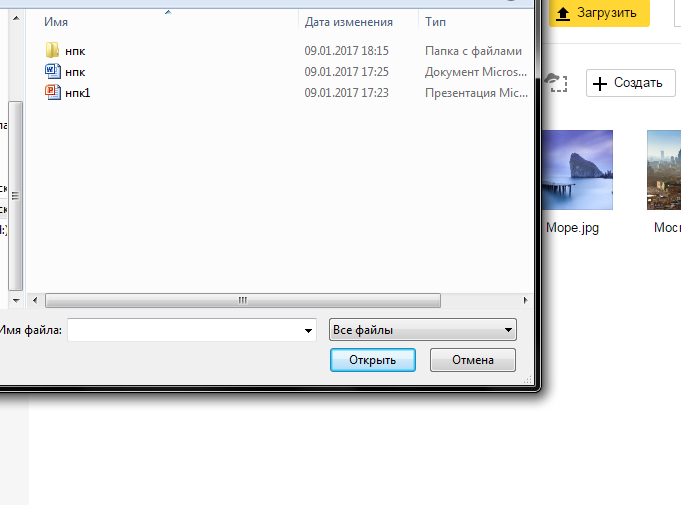 Загрузить
Имя Дата изменения Тип
нпк 09.01.2017 18:15 Папка с файлами
нпк 09.01.2017 17:25 Документ Micros...
нпк1 09.01.2017 17:23 Презентация Mic...
Создать
Море.jpg
Имя файла:
Все файлы
Открыть Отмена